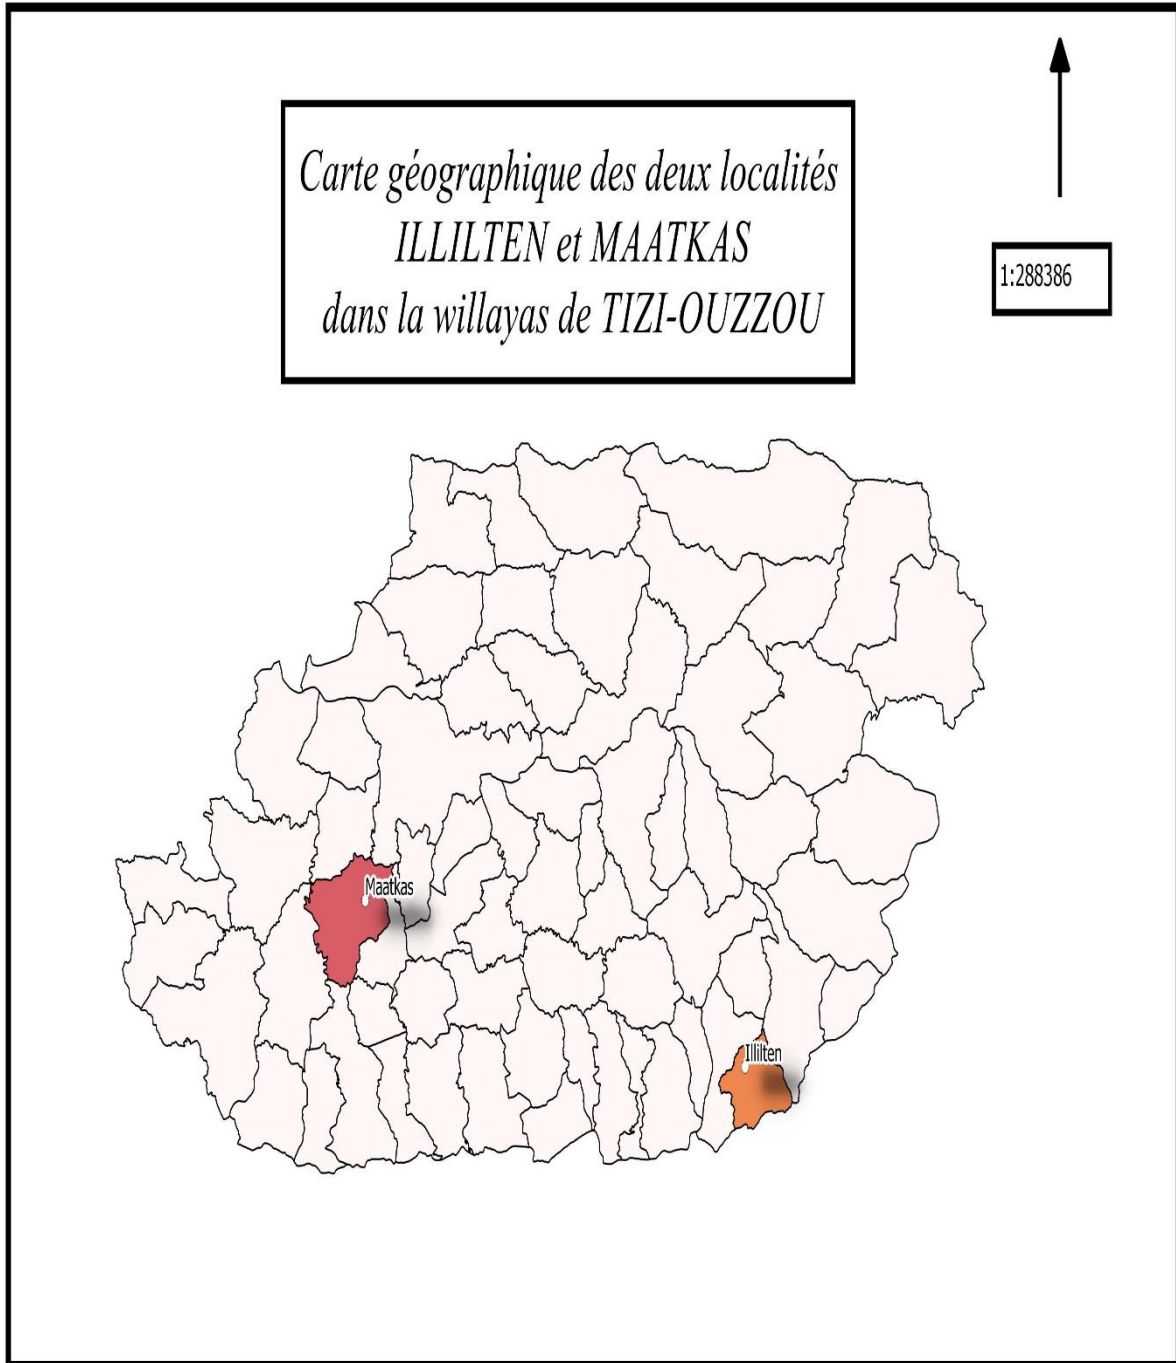 Carte géographique des deux localités
ILLILTEN et MAATKAS
dans la willayas de TIZI-OUZZOU
1:288386
Maatkas
Illilten